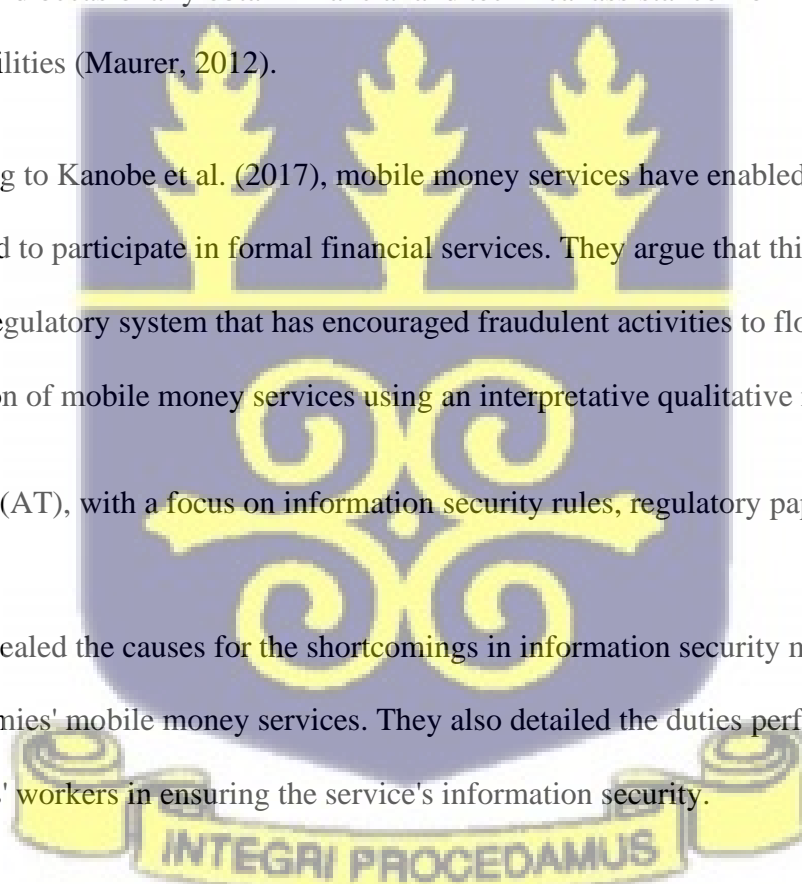 ilities (Maurer, 2012).
g to Kanobe et al. (2017), mobile money services have enabled
d to participate in formal financial services. They argue that thi
egulatory system that has encouraged fraudulent activities to flo
on of mobile money services using an interpretative qualitative
(AT), with a focus on information security rules, regulatory pap
ealed the causes for the shortcomings in information security m
mies' mobile money services. They also detailed the duties perf
s' workers in ensuring the service's information security.
INTEGRI PROCEDAMUS